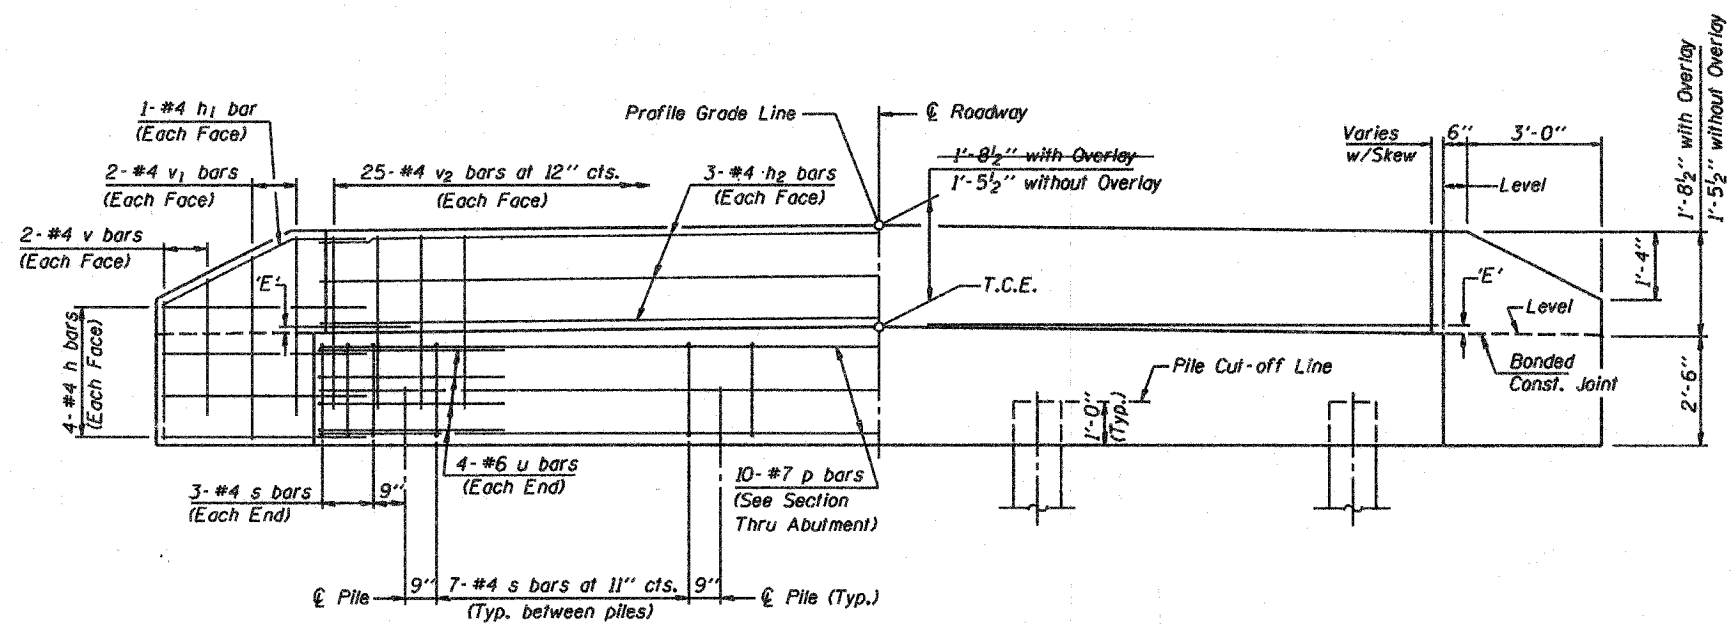 1-#4 h1 bar
(Each Face)
2-#4 v1 bars
(Each Face)
2-#4 v bars
(Each Face)
25-#4 v2 bars at 12" cts.
(Each Face)
3-#4 h2 bars
(Each Face)
Profile Grade Line
℄ Roadway
1'-8½" with Overlay
1'-5½" without Overlay
Varies
w/Skew
6"
3'-0"
Level
1'-8½" with Overlay
1'-5½" without Overlay
'E'
T.C.E.
'E'
Level
1'-4"
4-#4 h bars
(Each Face)
Pile Cut-off Line
1'-0"
(Typ.)
Bonded
Const. Joint
2'-6"
3-#4 s bars
(Each End)
9"
4-#6 u bars
(Each End)
10-#7 p bars
(See Section
Thru Abutment)
℄ Pile
9"
7-#4 s bars at 11" cts.
(Typ. between piles)
9"
℄ Pile (Typ.)